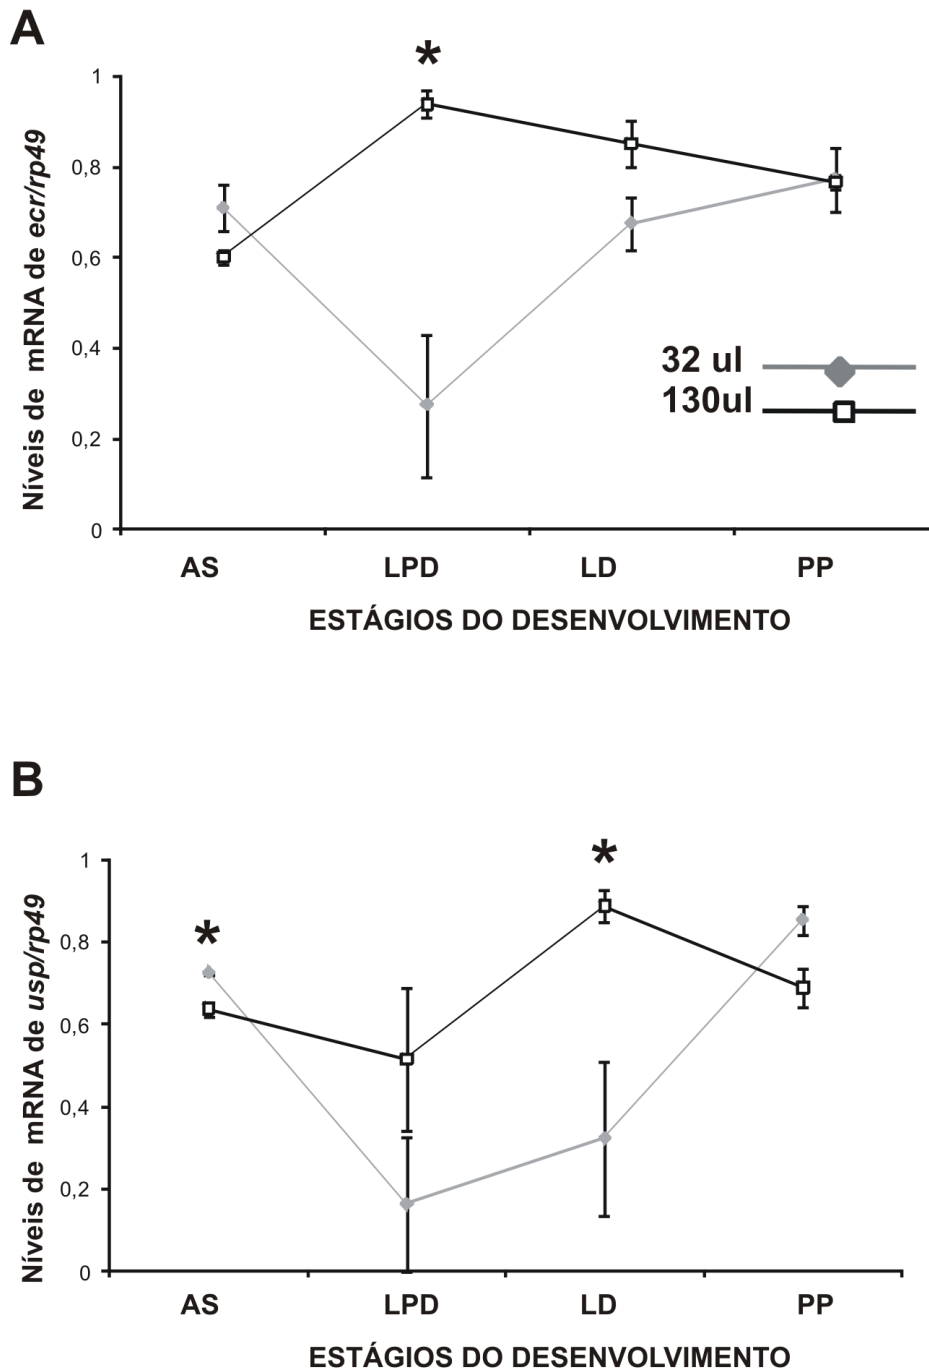 A
*
1
0,8
0,6
0,4
0,2
0
Níveis de mRNA de ecr/rp49
32 ul
130ul
AS LPD LD PP
ESTÁGIOS DO DESENVOLVIMENTO
B
*
*
1
0,8
0,6
0,4
0,2
0
Níveis de mRNA de usp/rp49
AS LPD LD PP
ESTÁGIOS DO DESENVOLVIMENTO